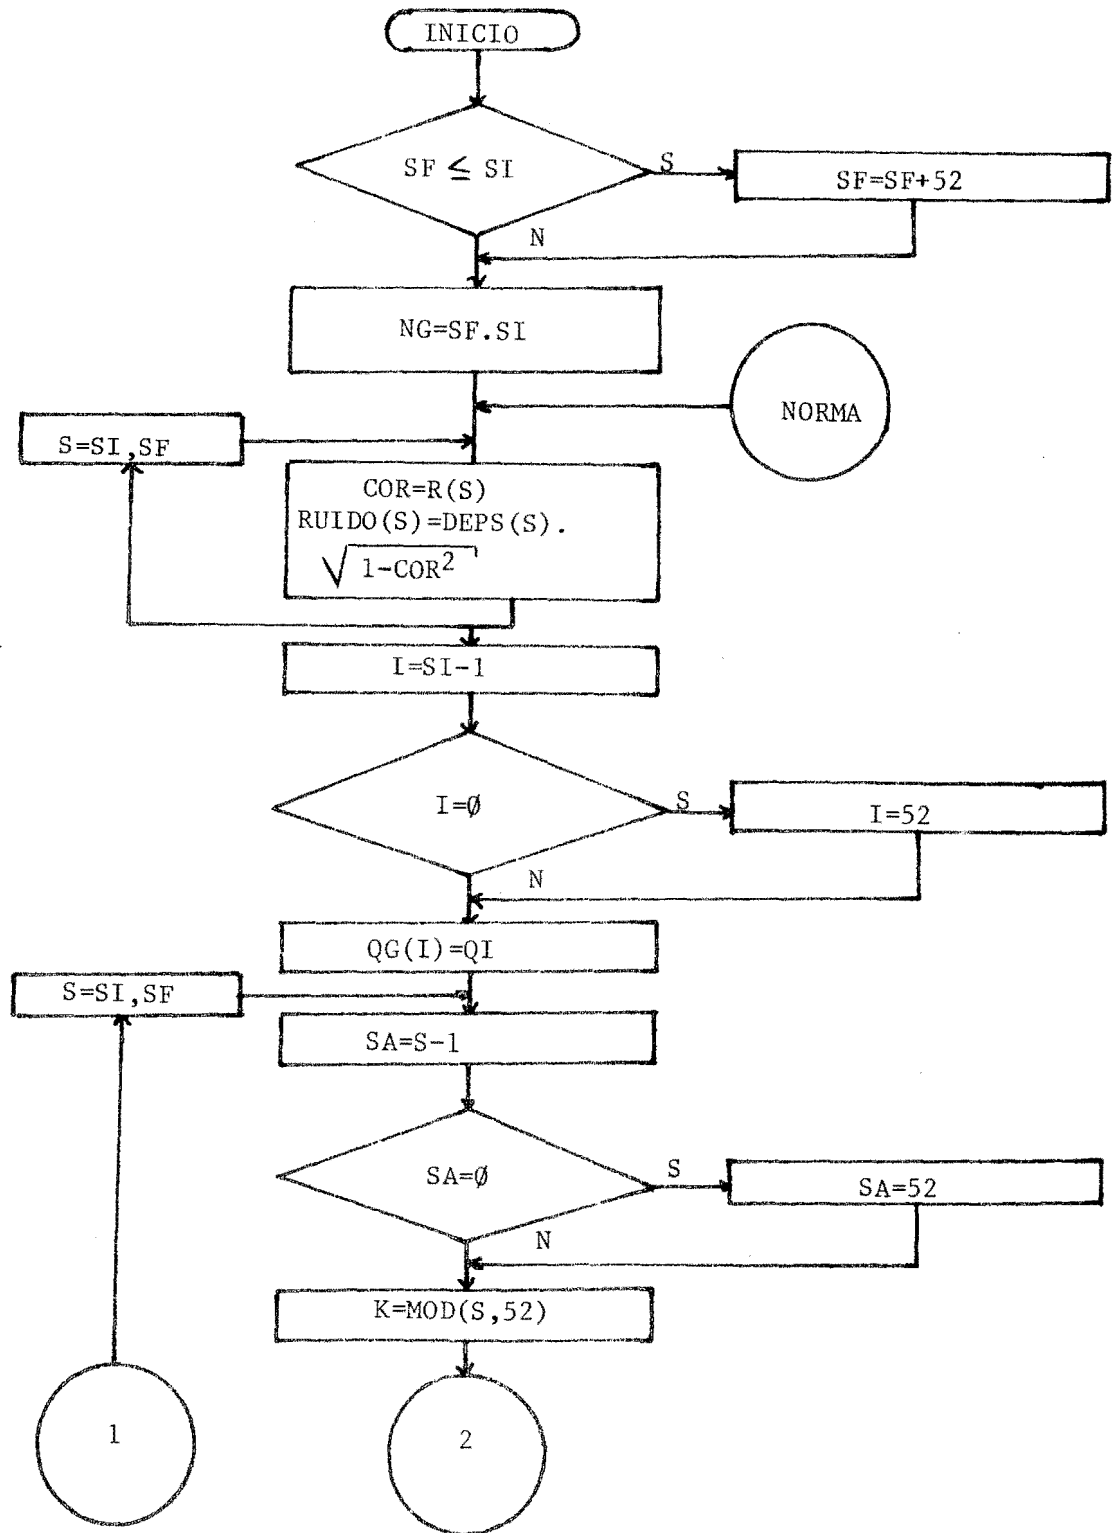 INICIO
SF ≤ SI
S
SF=SF+52
N
NG=SF.SI
NORMA
S=SI,SF
COR=R(S)
RUIDO(S)=DEPS(S).
√1-COR²
I=SI-1
I=Ø
S
I=52
N
QG(I)=QI
S=SI,SF
SA=S-1
SA=Ø
S
SA=52
N
K=MOD(S,52)
1
2